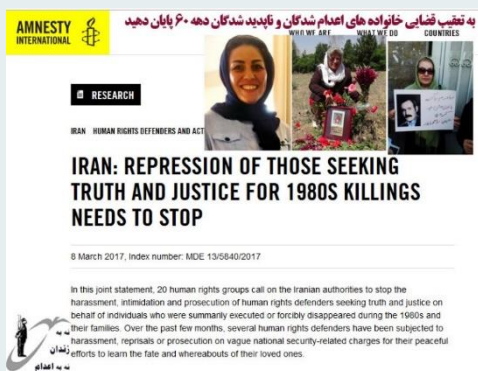 به تعقیب قضایی خانواده های اعدام شدگان و ناپدید شدگان دهه ۶۰ پایان دهید
AMNESTY
INTERNATIONAL
WHO WE ARE
WHAT WE DO
COUNTRIES
RESEARCH
IRAN HUMAN RIGHTS DEFENDERS AND ACT
IRAN: REPRESSION OF THOSE SEEKING
TRUTH AND JUSTICE FOR 1980S KILLINGS
NEEDS TO STOP
8 March 2017, Index number: MDE 13/5840/2017
In this joint statement, 20 human rights groups call on the Iranian authorities to stop the
harassment, intimidation and prosecution of human rights defenders seeking truth and justice on
behalf of individuals who were summarily executed or forcibly disappeared during the 1980s and
their families. Over the past few months, several human rights defenders have been subjected to
harassment, reprisals or prosecution on vague national security-related charges for their peaceful
efforts to learn the fate and whereabouts of their loved ones.
نه به
زندان
نه به اعدام